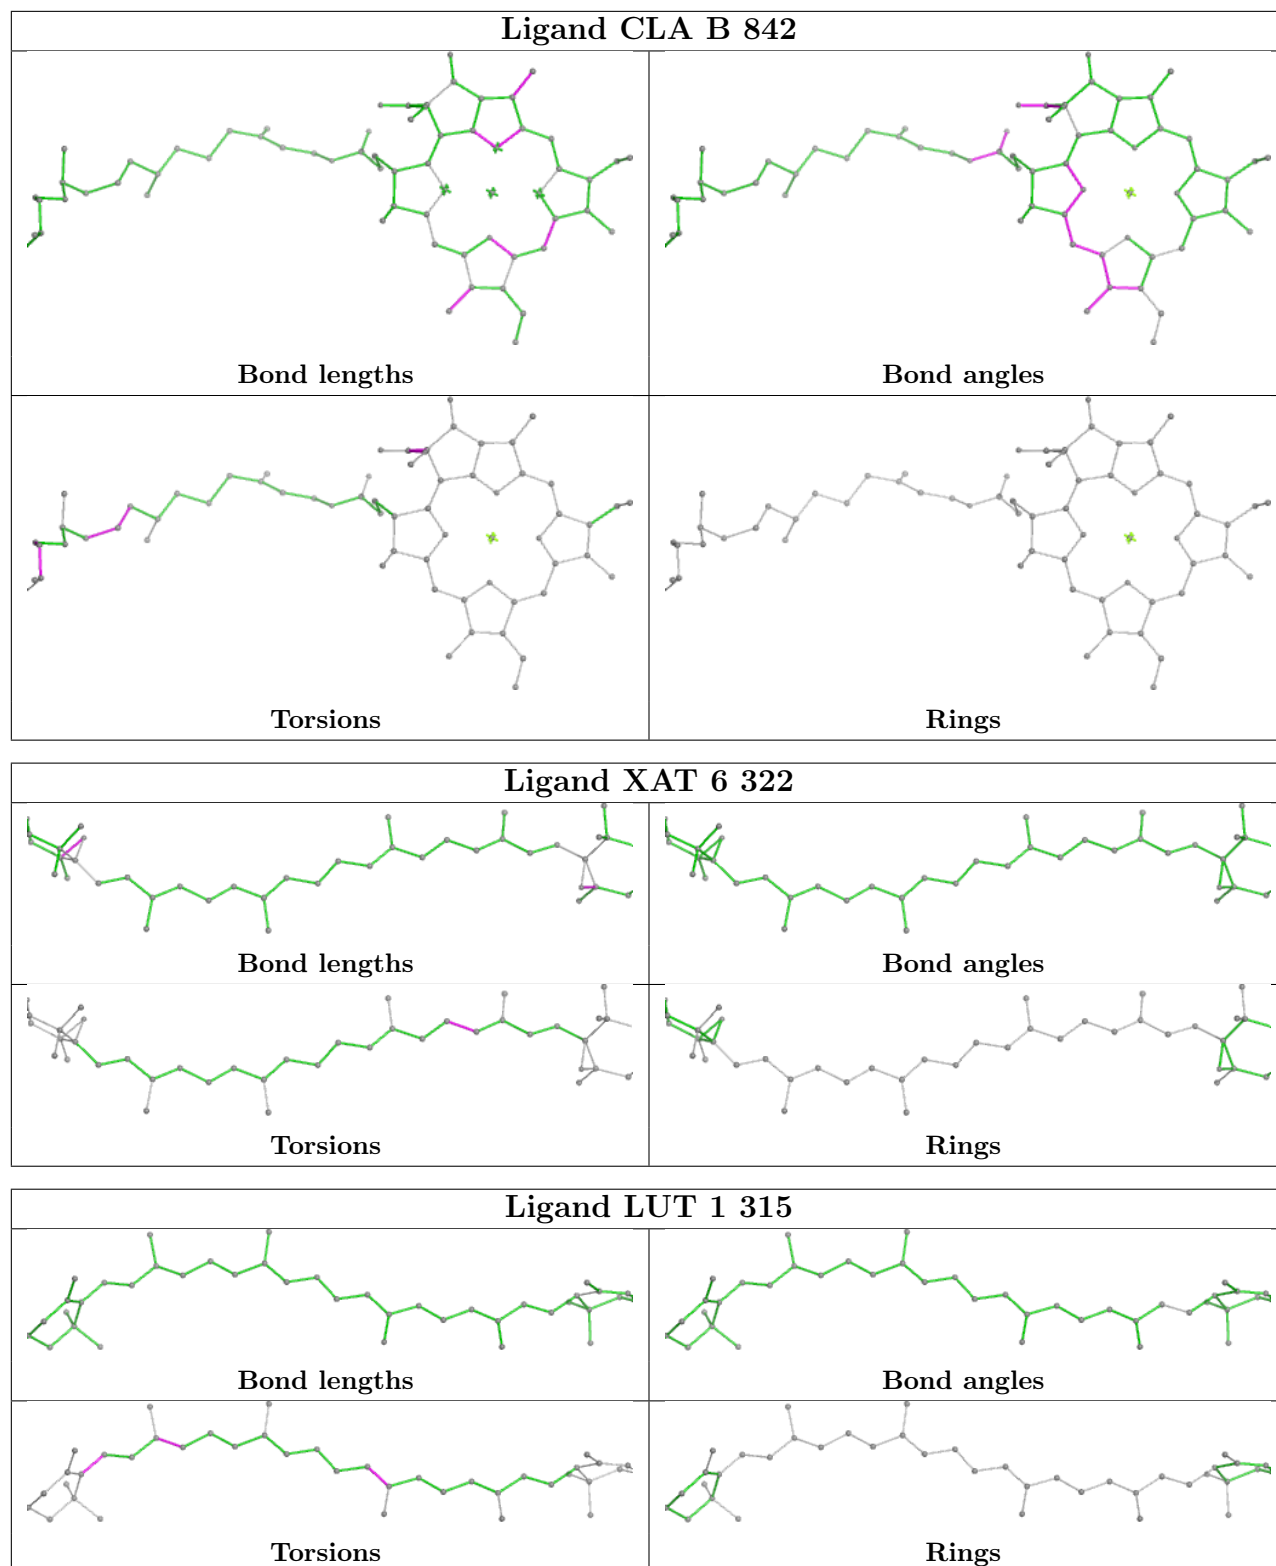 Ligand CLA B 842
Bond lengths
Bond angles
Torsions
Rings
Ligand XAT 6 322
Bond lengths
Bond angles
Torsions
Rings
Ligand LUT 1 315
Bond lengths
Bond angles
Torsions
Rings